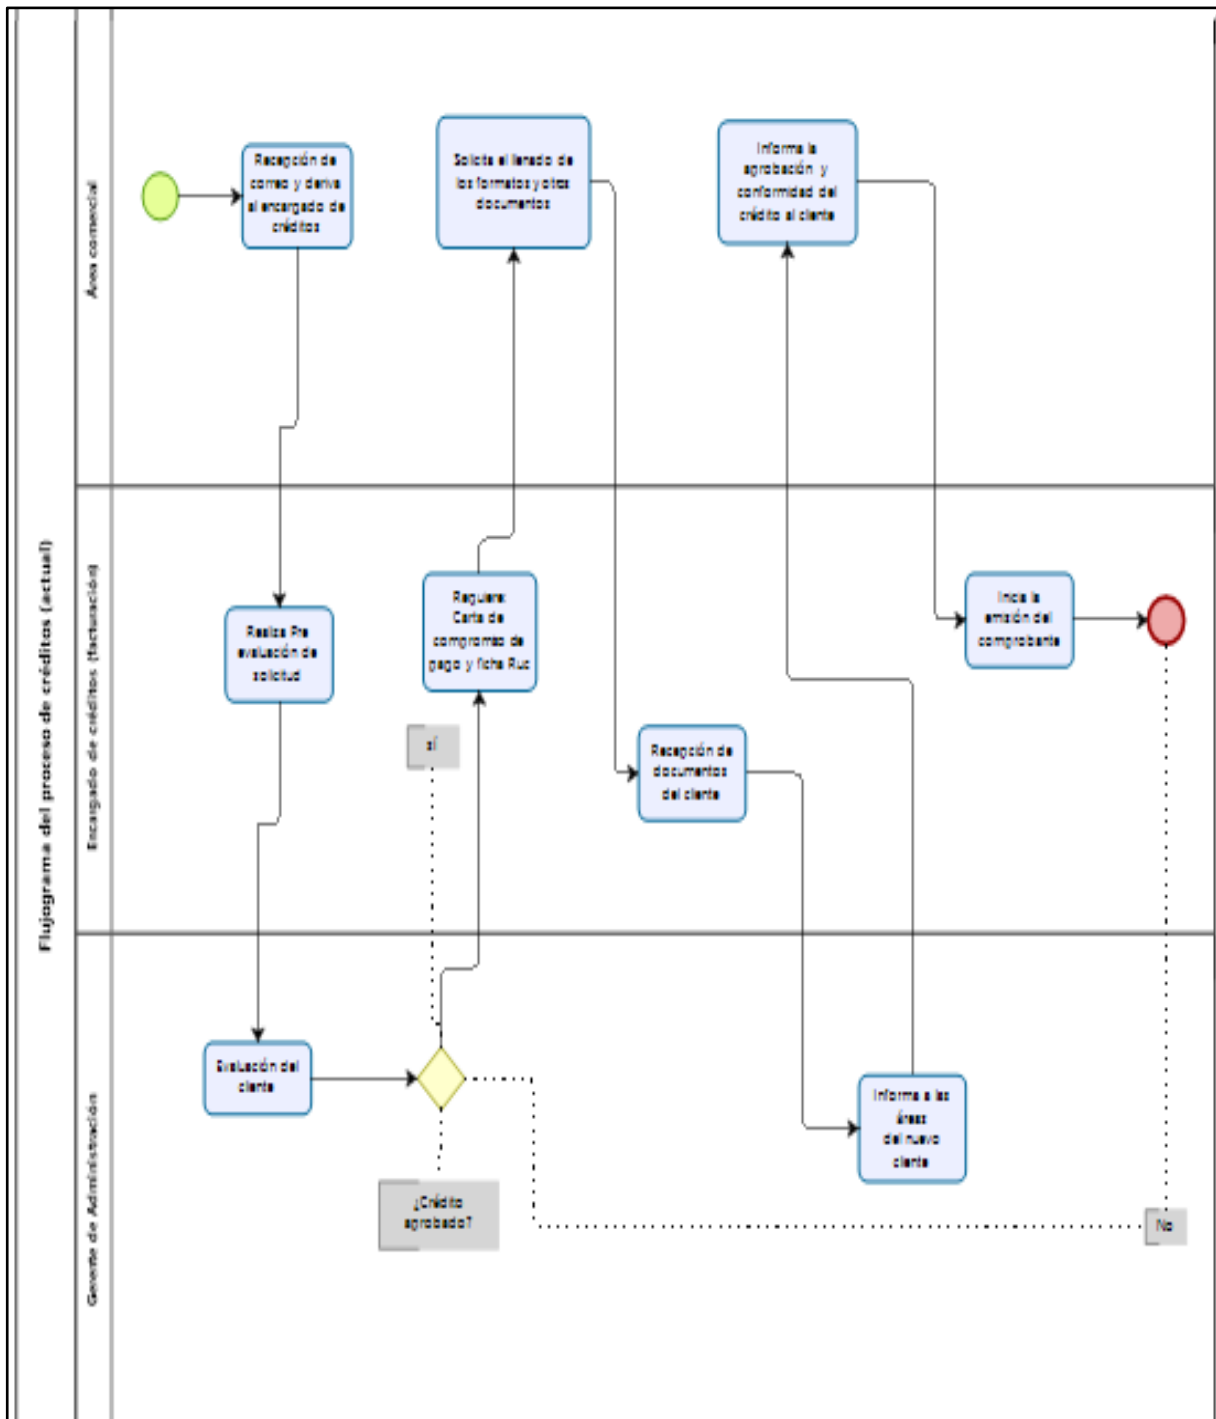 Flujograma del proceso de créditos (actual)
Área comercial
Recepción de
correo y deriva
al encargado de
créditos
Solicita el llenado de
los formatos y otros
documentos
Informa la
aprobación y
conformidad del
crédito al cliente
Encargado de créditos (facturación)
Realiza Pre
evaluación de
solicitud
Requiere:
Carta de
compromiso de
pago y ficha Ruc
sí
Recepción de
documentos
del cliente
Inicia la
emisión del
comprobante
Gerente de Administración
Evaluación del
cliente
¿Crédito
aprobado?
Informa a las
áreas
del nuevo
cliente
No